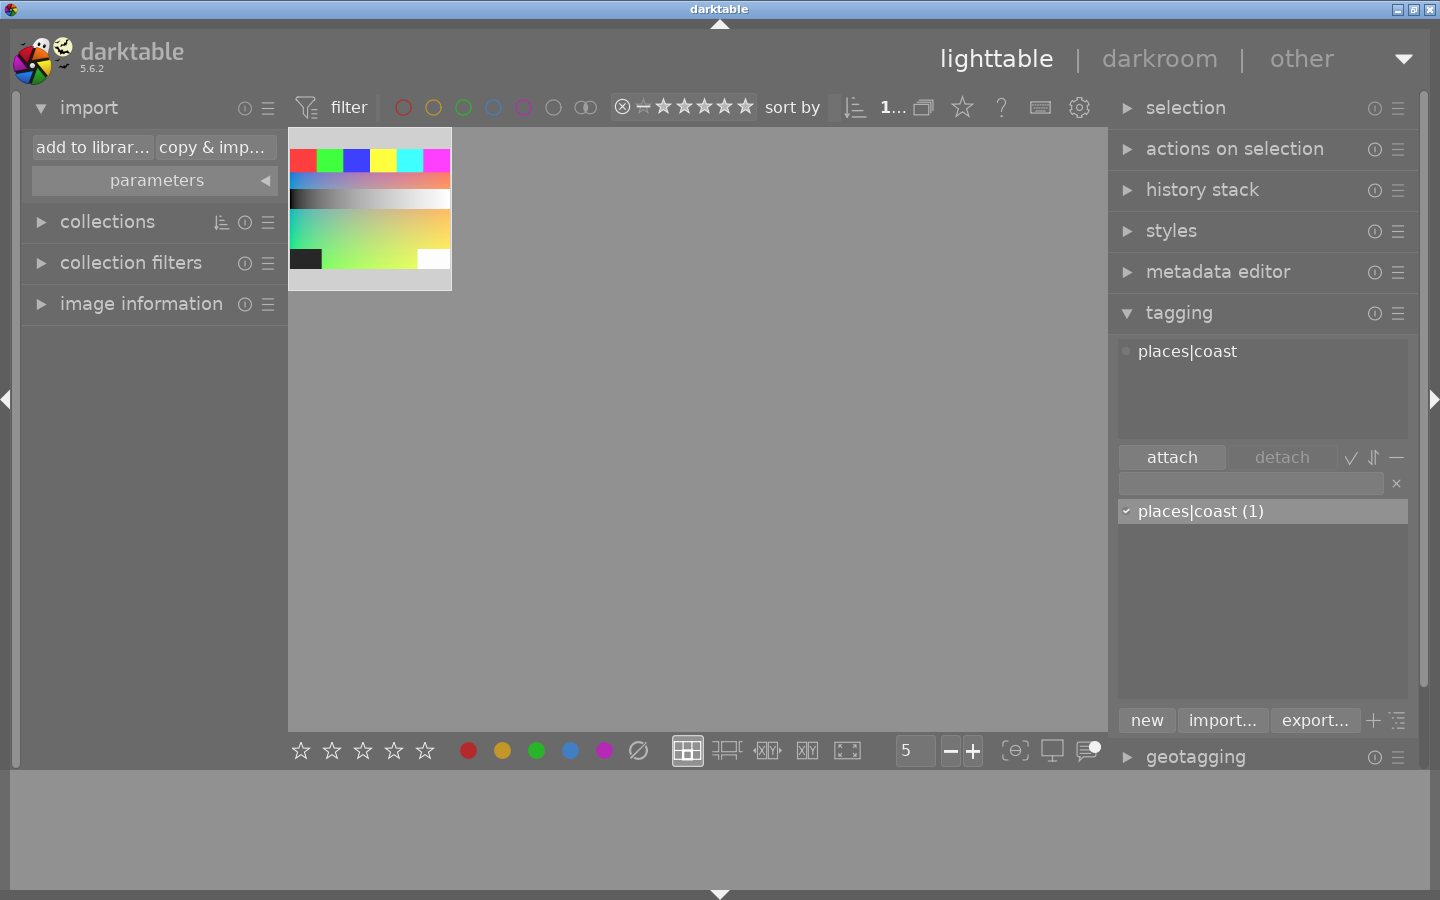 darktable
darktable
5.6.2
lighttable | darkroom | other
import
filter
sort by
1...
selection
add to librar...
copy & imp...
actions on selection
parameters
history stack
collections
styles
collection filters
metadata editor
image information
tagging
places|coast
attach
detach
places|coast (1)
new
import...
export...
5
geotagging